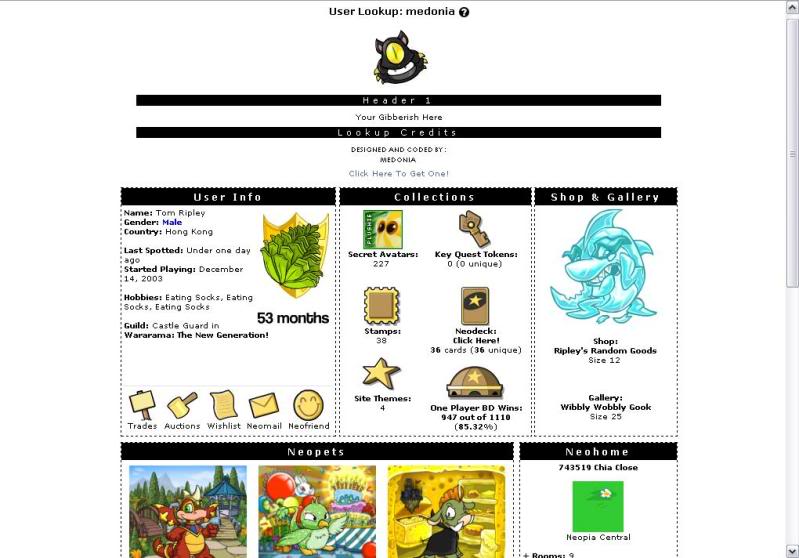 User Lookup: medonia ?
Header 1
Your Gibberish Here
Lookup Credits
DESIGNED AND CODED BY:
MEDONIA
Click Here To Get One!
User Info
Name: Tom Ripley
Gender: Male
Country: Hong Kong
Last Spotted: Under one day
ago
Started Playing: December
14, 2003
Hobbies: Eating Socks, Eating
Socks, Eating Socks
53 months
Guild: Castle Guard in
Wararama: The New Generation!
Trades Auctions Wishlist Neomail Neofriend
Collections
PLUSHIE
Secret Avatars:
227
Key Quest Tokens:
0 (0 unique)
Stamps:
38
Neodeck:
Click Here!
36 cards (36 unique)
Site Themes:
4
One Player BD Wins:
947 out of 1110
(85.32%)
Shop & Gallery
Shop:
Ripley's Random Goods
Size 12
Gallery:
Wibbly Wobbly Gook
Size 25
Neopets
Neohome
743519 Chia Close
Neopia Central
+ Rooms: 9